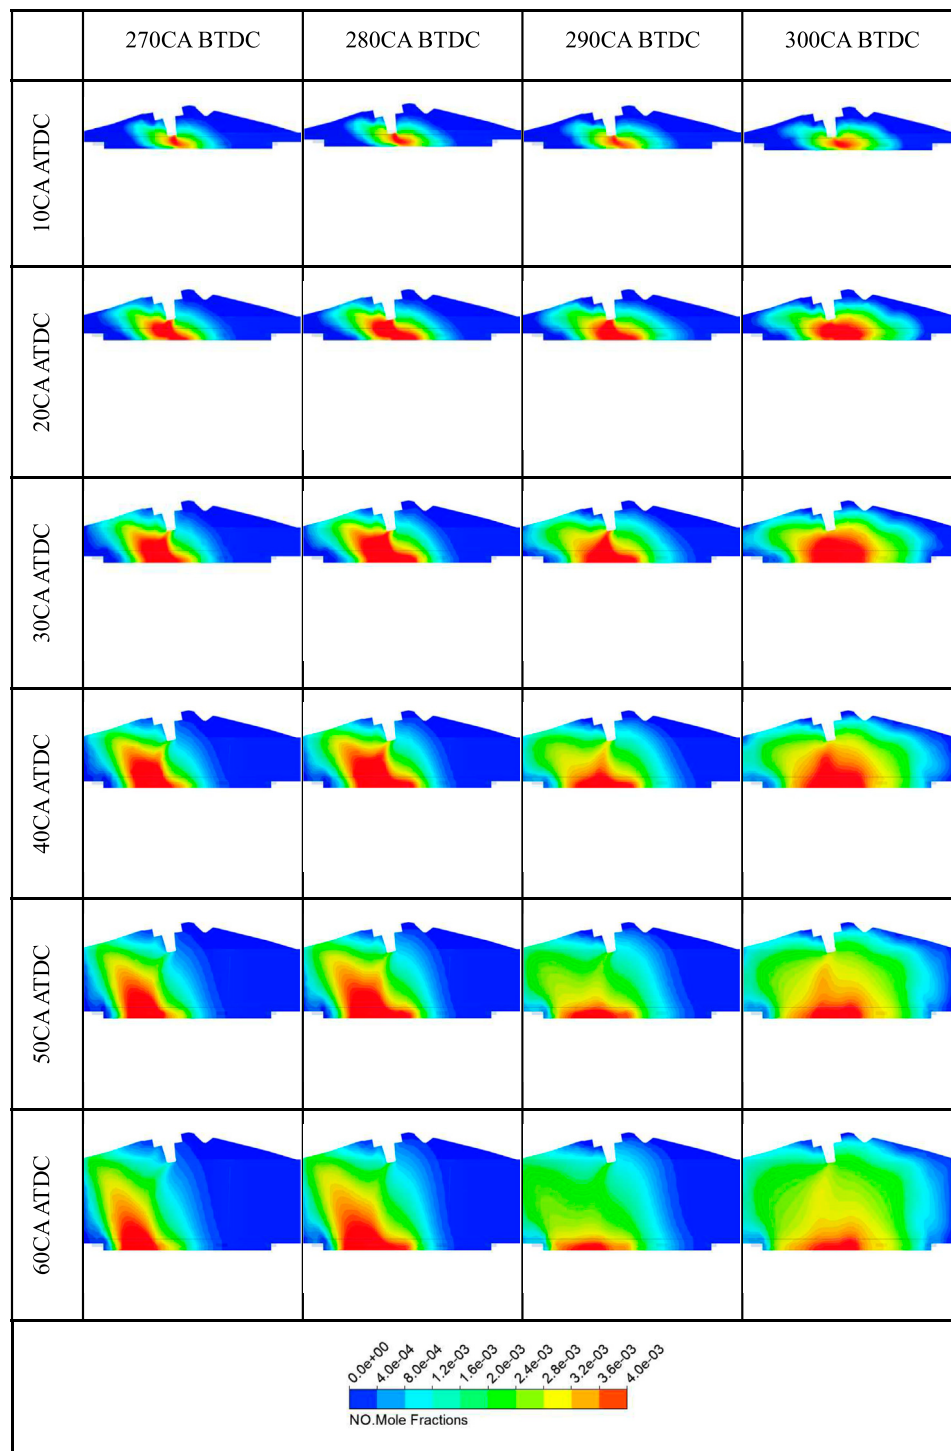 270CA BTDC 280CA BTDC 290CA BTDC 300CA BTDC
10CA ATDC
20CA ATDC
30CA ATDC
40CA ATDC
50CA ATDC
60CA ATDC
0.0e+00 4.0e-04 8.0e-04 1.2e-03 1.6e-03 2.0e-03 2.4e-03 2.8e-03 3.2e-03 3.6e-03 4.0e-03
NO.Mole Fractions